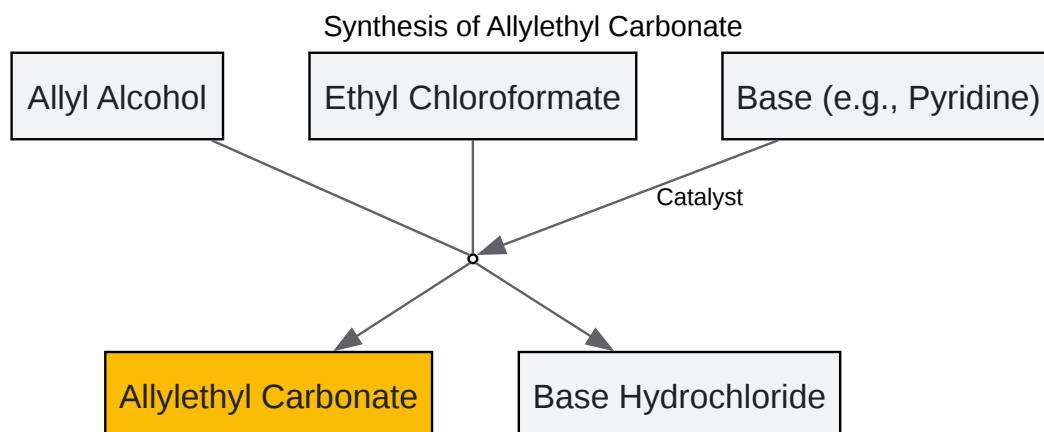 Synthesis of Allylethyl Carbonate
Allyl Alcohol
Ethyl Chloroformate
Base (e.g., Pyridine)
Catalyst
Allylethyl Carbonate
Base Hydrochloride